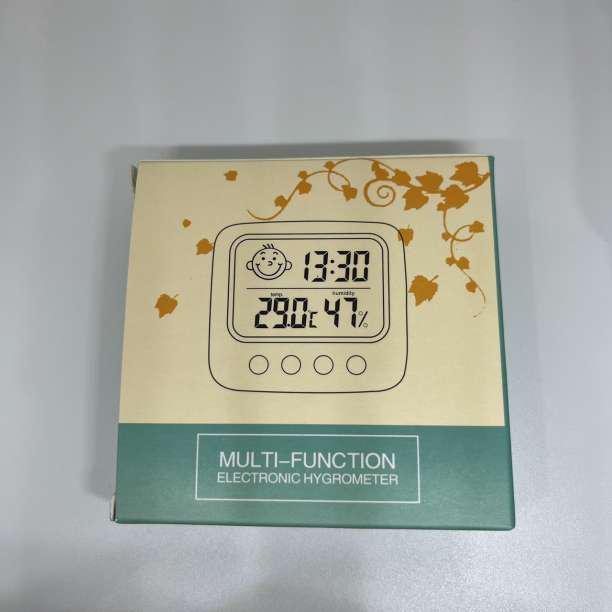 13:30
temp. humidity
29.0℃ 47%
MULTI-FUNCTION
ELECTRONIC HYGROMETER